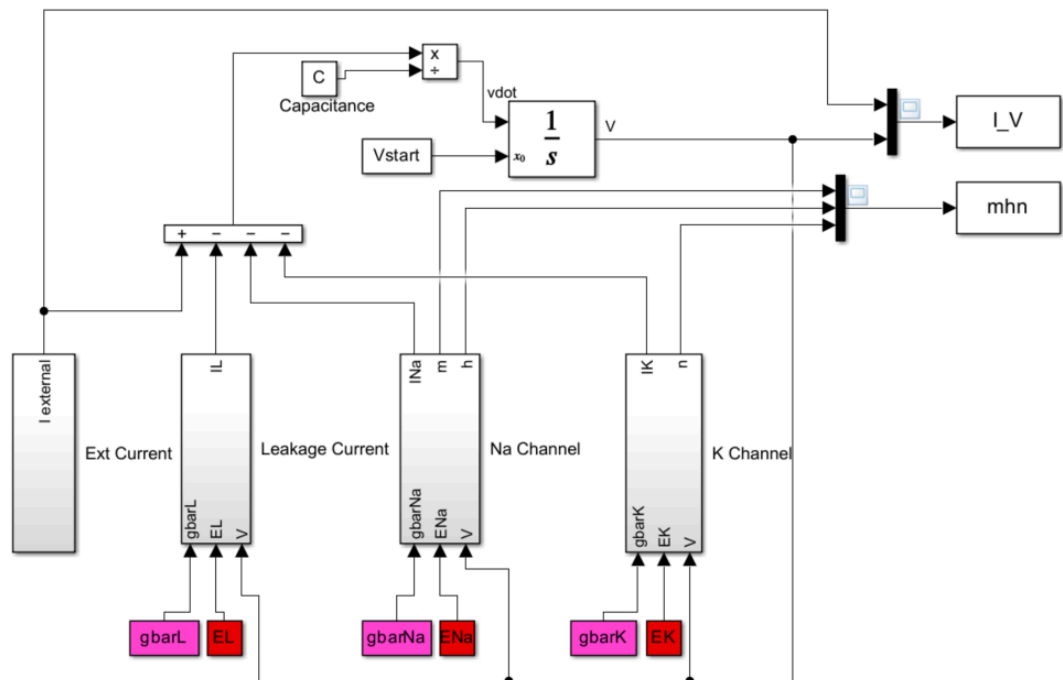 x
÷
C
Capacitance
vdot
1
s
x₀
V
Vstart
I_V
mhn
+ − − −
I external
Ext Current
IL
gbarL
EL
V
Leakage Current
INa
m
h
gbarNa
ENa
V
Na Channel
IK
n
gbarK
EK
V
K Channel
gbarL
EL
gbarNa
ENa
gbarK
EK